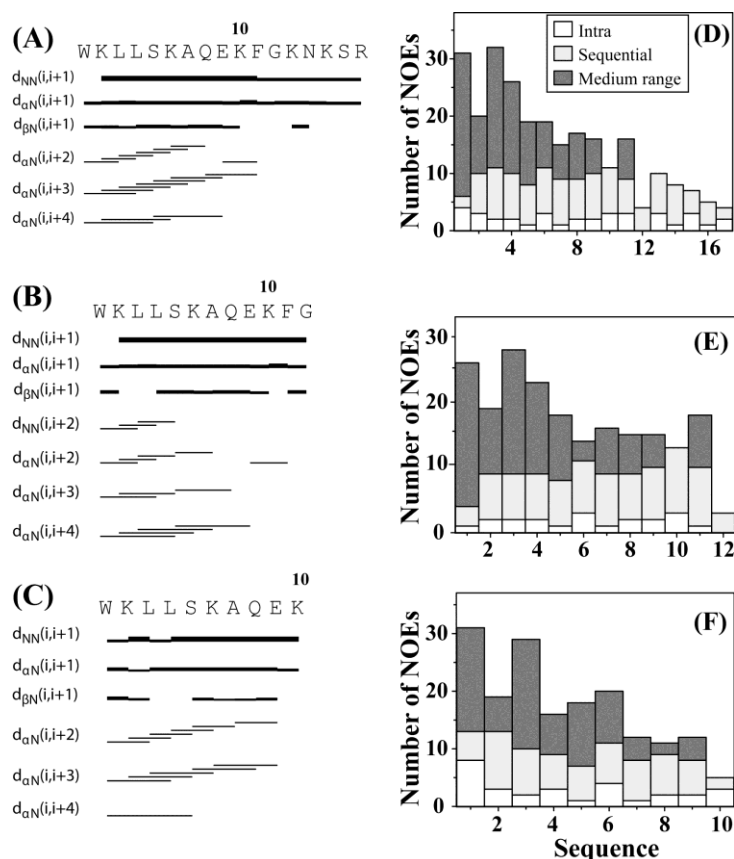 (A)
10
WKLLSKAQEKFGKNKSR
dNN(i,i+1)
dαN(i,i+1)
dβN(i,i+1)
dαN(i,i+2)
dαN(i,i+3)
dαN(i,i+4)
(D)
Intra
Sequential
Medium range
Number of NOEs
30
20
10
0
4 8 12 16
(B)
10
WKLLSKAQEKFG
dNN(i,i+1)
dαN(i,i+1)
dβN(i,i+1)
dNN(i,i+2)
dαN(i,i+2)
dαN(i,i+3)
dαN(i,i+4)
(E)
Number of NOEs
30
20
10
0
2 4 6 8 10 12
(C)
10
WKLLSKAQEK
dNN(i,i+1)
dαN(i,i+1)
dβN(i,i+1)
dαN(i,i+2)
dαN(i,i+3)
dαN(i,i+4)
(F)
Number of NOEs
30
20
10
0
2 4 6 8 10
Sequence